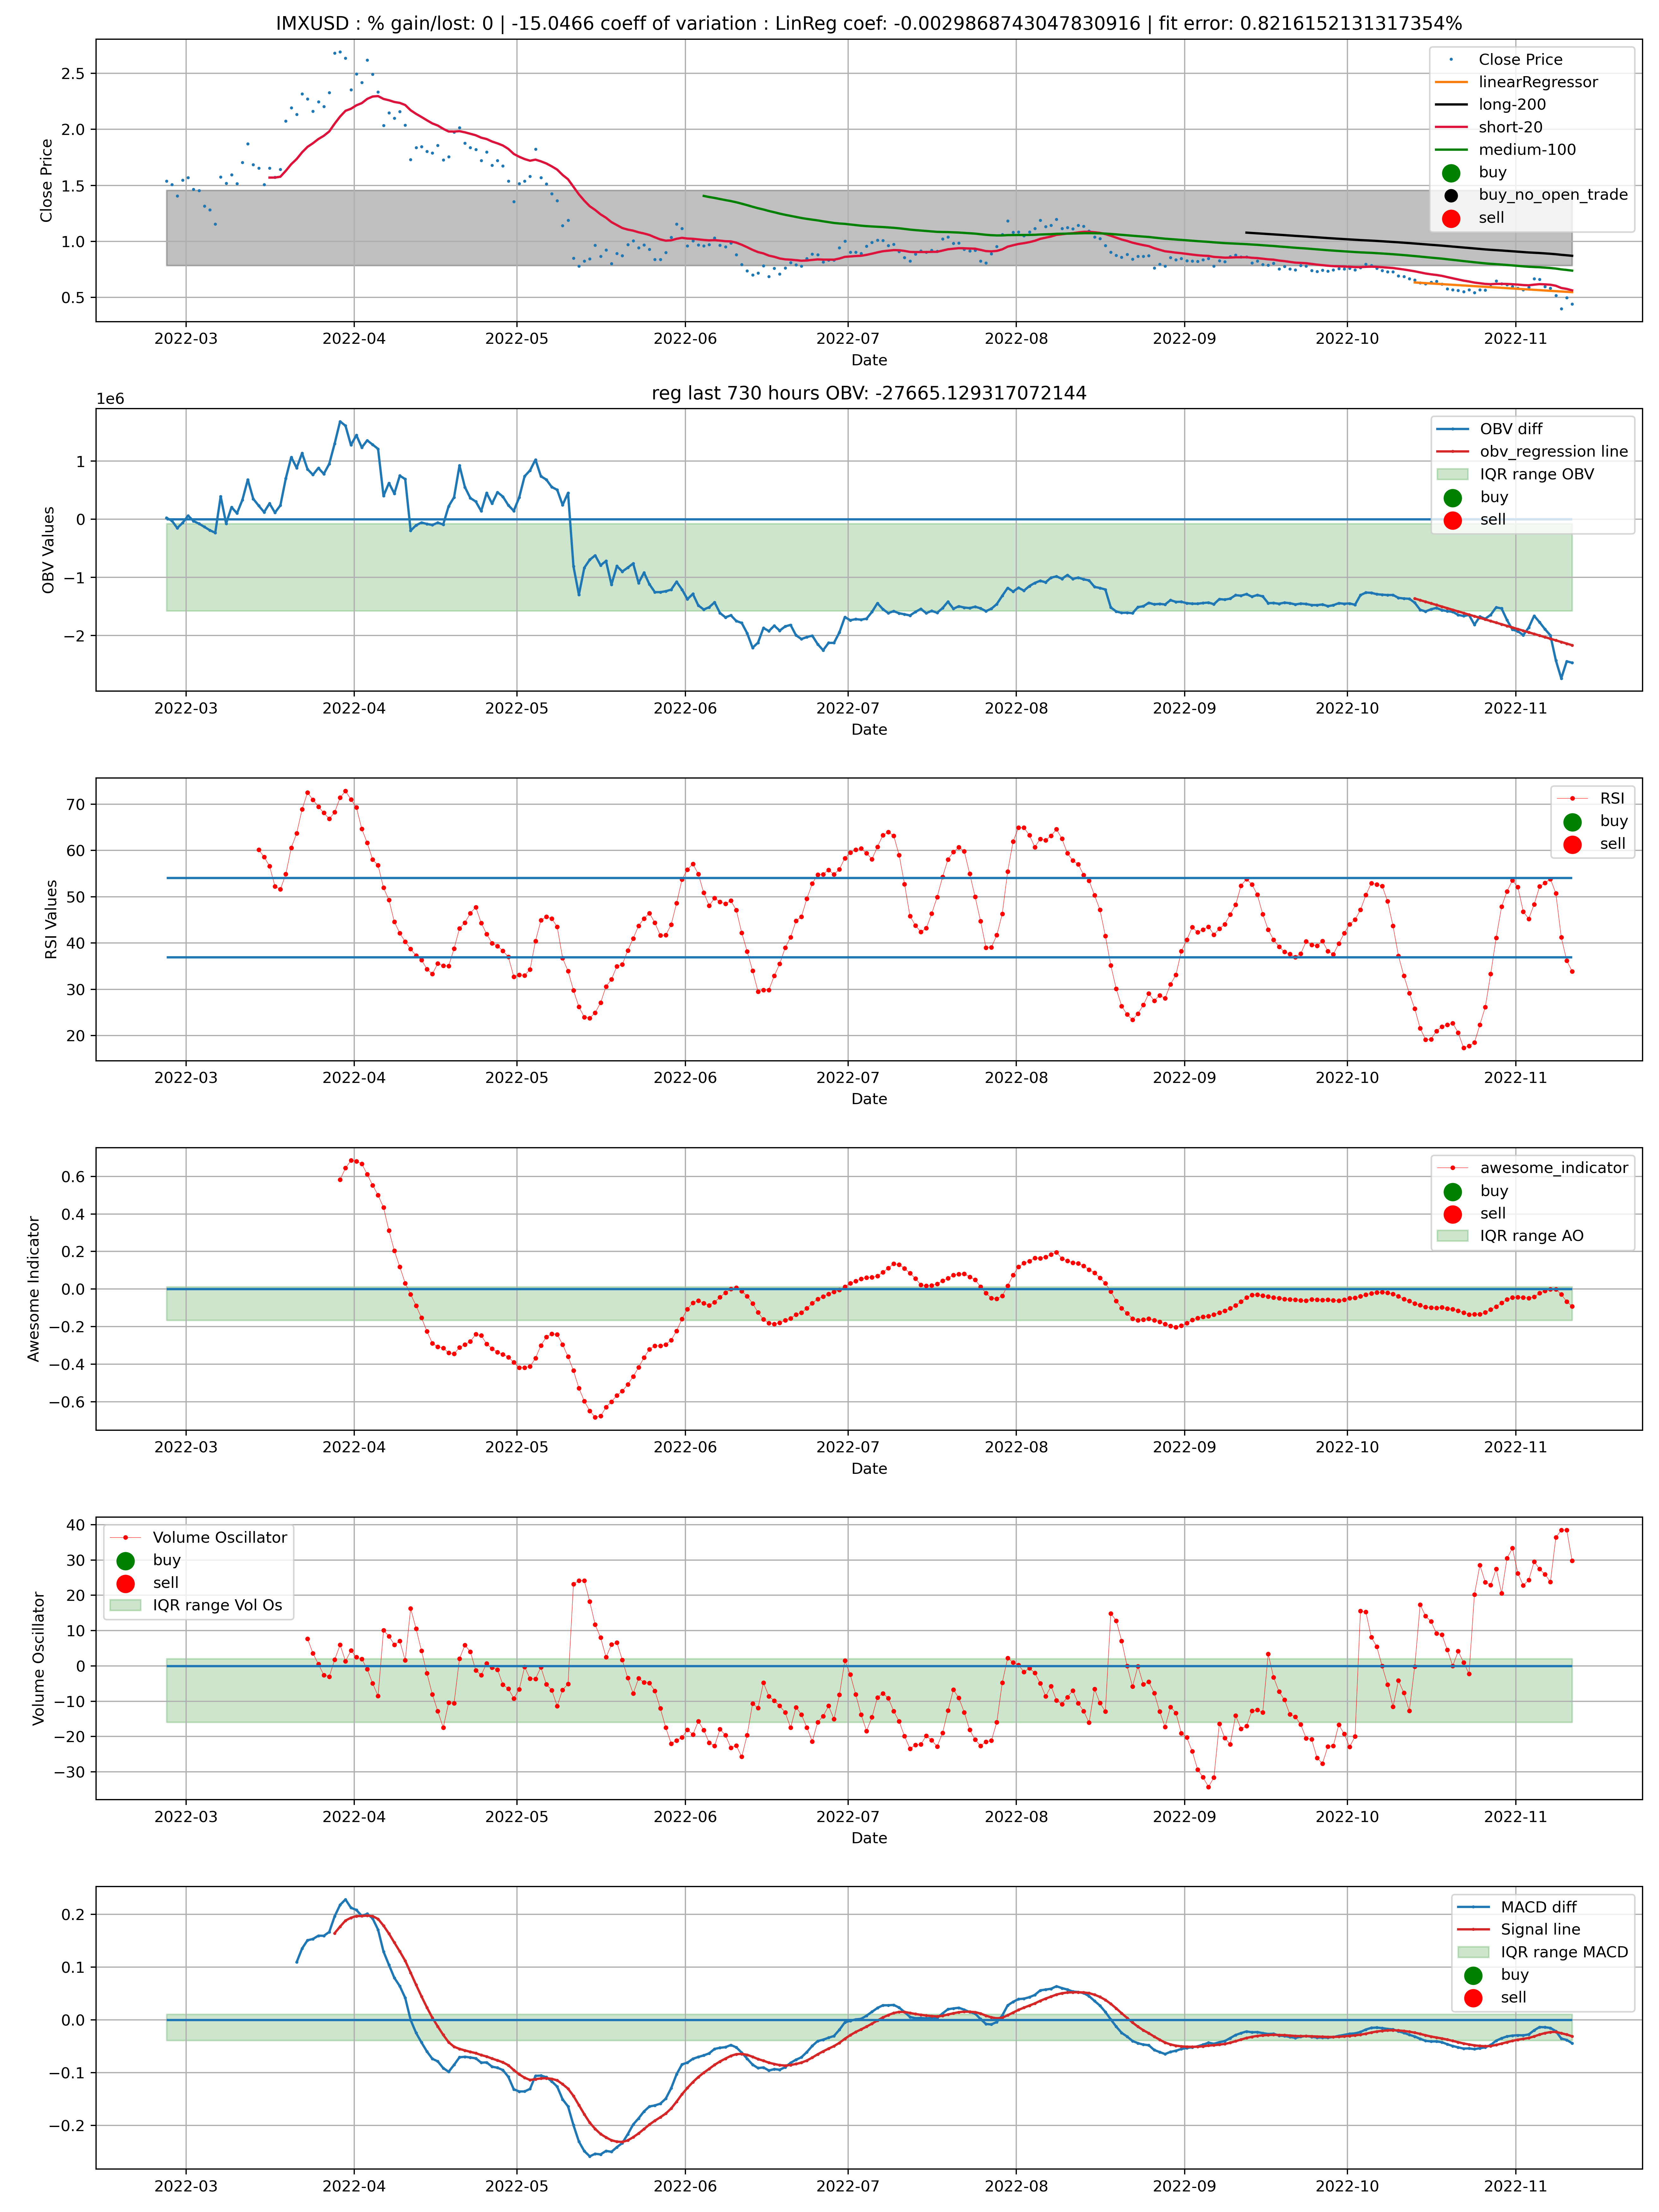 IMXUSD : % gain/lost: 0 | -15.0466 coeff of variation : LinReg coef: -0.0029868743047830916 | fit error: 0.8216152131317354%
Close Price
2.5
2.0
1.5
1.0
0.5
Close Price
linearRegressor
long-200
short-20
medium-100
buy
buy_no_open_trade
sell
2022-03 2022-04 2022-05 2022-06 2022-07 2022-08 2022-09 2022-10 2022-11
Date
reg last 730 hours OBV: -27665.129317072144
1e6
OBV Values
1
0
−1
−2
OBV diff
obv_regression line
IQR range OBV
buy
sell
2022-03 2022-04 2022-05 2022-06 2022-07 2022-08 2022-09 2022-10 2022-11
Date
RSI Values
70
60
50
40
30
20
RSI
buy
sell
2022-03 2022-04 2022-05 2022-06 2022-07 2022-08 2022-09 2022-10 2022-11
Date
Awesome Indicator
0.6
0.4
0.2
0.0
−0.2
−0.4
−0.6
awesome_indicator
buy
sell
IQR range AO
2022-03 2022-04 2022-05 2022-06 2022-07 2022-08 2022-09 2022-10 2022-11
Date
Volume Oscillator
40
30
20
10
0
−10
−20
−30
Volume Oscillator
buy
sell
IQR range Vol Os
2022-03 2022-04 2022-05 2022-06 2022-07 2022-08 2022-09 2022-10 2022-11
Date
0.2
0.1
0.0
−0.1
−0.2
MACD diff
Signal line
IQR range MACD
buy
sell
2022-03 2022-04 2022-05 2022-06 2022-07 2022-08 2022-09 2022-10 2022-11